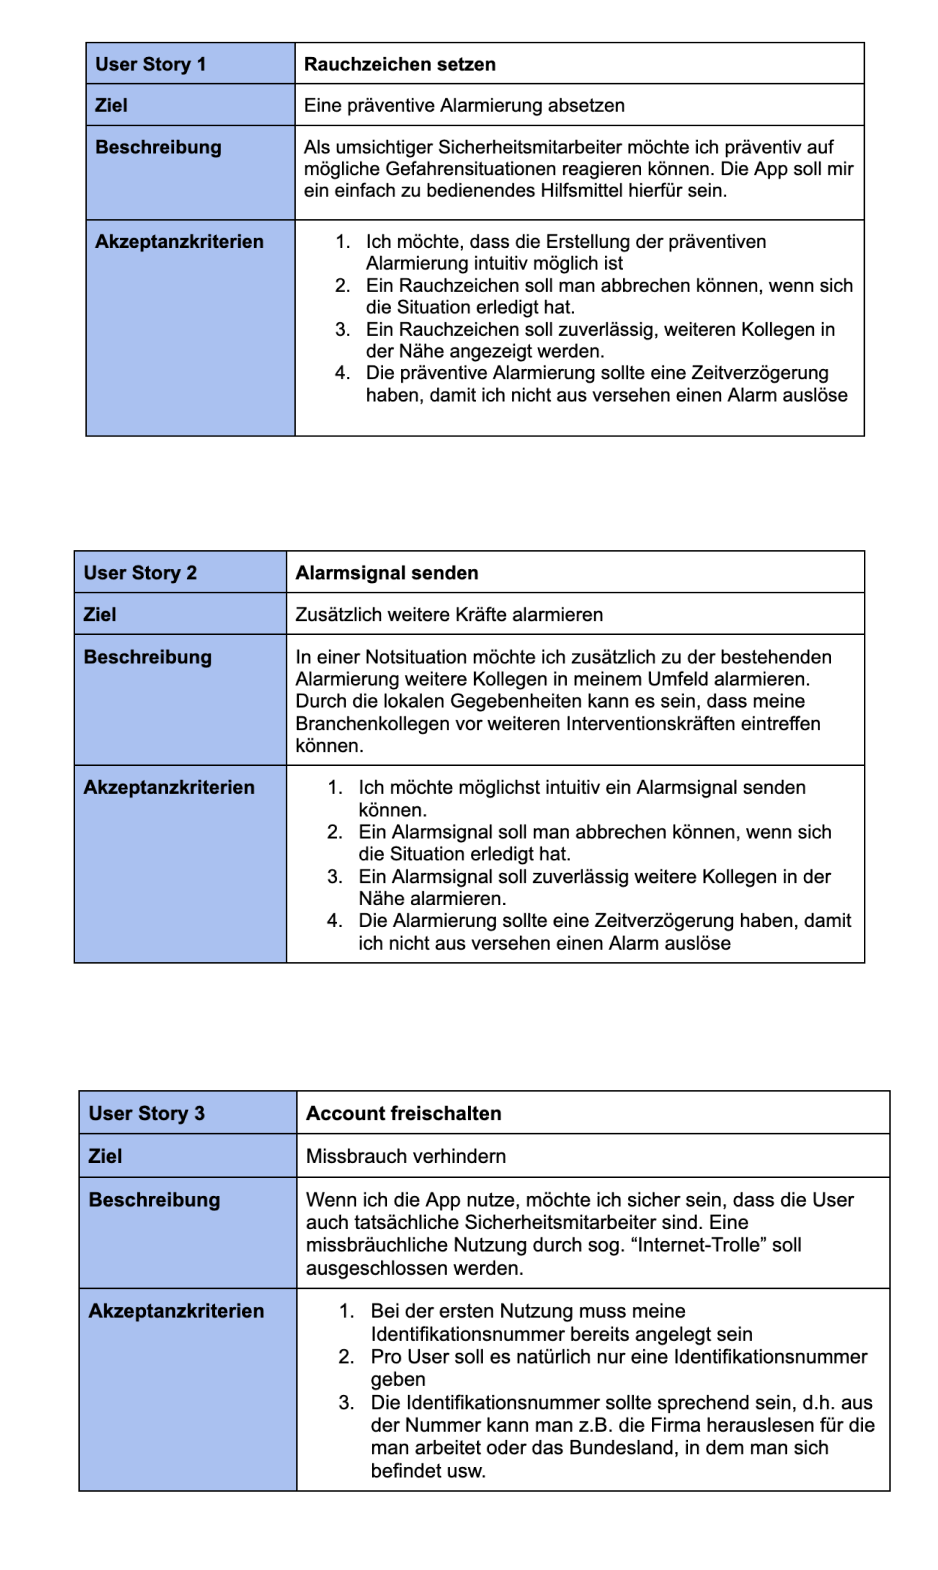 User Story 1 Rauchzeichen setzen
Ziel Eine präventive Alarmierung absetzen
Beschreibung Als umsichtiger Sicherheitsmitarbeiter möchte ich präventiv auf
mögliche Gefahrensituationen reagieren können. Die App soll mir
ein einfach zu bedienendes Hilfsmittel hierfür sein.
Akzeptanzkriterien 1. Ich möchte, dass die Erstellung der präventiven
Alarmierung intuitiv möglich ist
2. Ein Rauchzeichen soll man abbrechen können, wenn sich
die Situation erledigt hat.
3. Ein Rauchzeichen soll zuverlässig, weiteren Kollegen in
der Nähe angezeigt werden.
4. Die präventive Alarmierung sollte eine Zeitverzögerung
haben, damit ich nicht aus versehen einen Alarm auslöse
User Story 2 Alarmsignal senden
Ziel Zusätzlich weitere Kräfte alarmieren
Beschreibung In einer Notsituation möchte ich zusätzlich zu der bestehenden
Alarmierung weitere Kollegen in meinem Umfeld alarmieren.
Durch die lokalen Gegebenheiten kann es sein, dass meine
Branchenkollegen vor weiteren Interventionskräften eintreffen
können.
Akzeptanzkriterien 1. Ich möchte möglichst intuitiv ein Alarmsignal senden
können.
2. Ein Alarmsignal soll man abbrechen können, wenn sich
die Situation erledigt hat.
3. Ein Alarmsignal soll zuverlässig weitere Kollegen in der
Nähe alarmieren.
4. Die Alarmierung sollte eine Zeitverzögerung haben, damit
ich nicht aus versehen einen Alarm auslöse
User Story 3 Account freischalten
Ziel Missbrauch verhindern
Beschreibung Wenn ich die App nutze, möchte ich sicher sein, dass die User
auch tatsächliche Sicherheitsmitarbeiter sind. Eine
missbräuchliche Nutzung durch sog. “Internet-Trolle” soll
ausgeschlossen werden.
Akzeptanzkriterien 1. Bei der ersten Nutzung muss meine
Identifikationsnummer bereits angelegt sein
2. Pro User soll es natürlich nur eine Identifikationsnummer
geben
3. Die Identifikationsnummer sollte sprechend sein, d.h. aus
der Nummer kann man z.B. die Firma herauslesen für die
man arbeitet oder das Bundesland, in dem man sich
befindet usw.